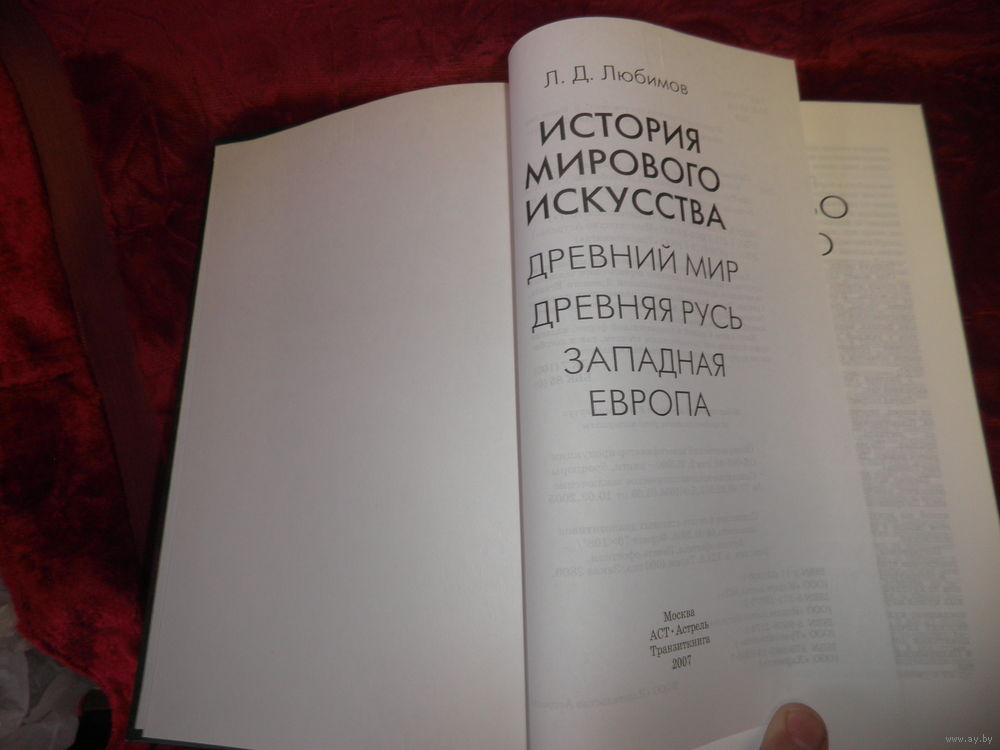 Л. Д. Любимов
ИСТОРИЯ
МИРОВОГО
ИСКУССТВА
ДРЕВНИЙ МИР
ДРЕВНЯЯ РУСЬ
ЗАПАДНАЯ
ЕВРОПА
Москва
АСТ • Астрель
Транзиткнига
2007
www.ay.by